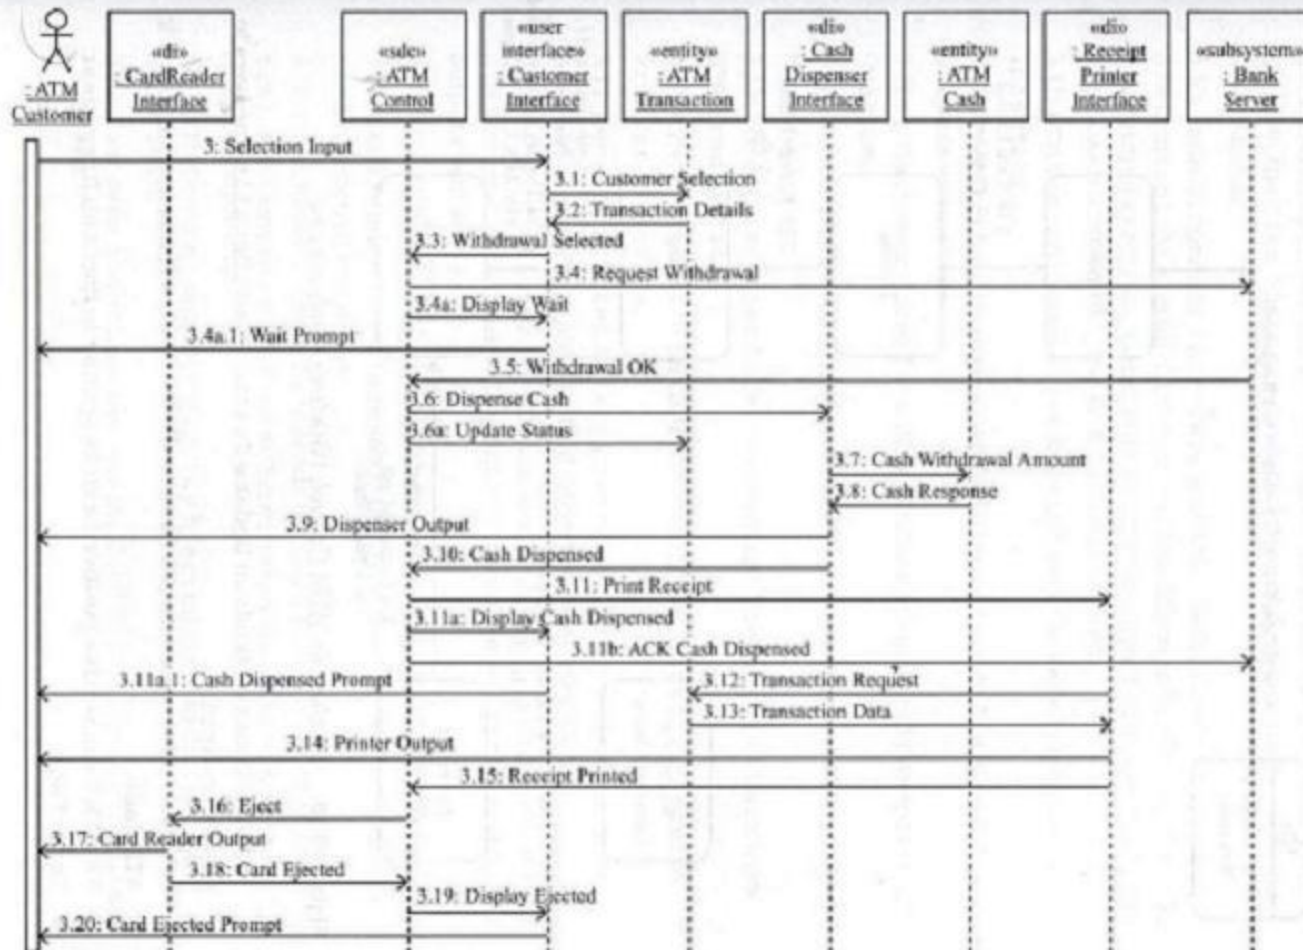 : ATM
Customer
«di»
: CardReader
Interface
«sdc»
: ATM
Control
«user
interface»
: Customer
Interface
«entity»
: ATM
Transaction
«di»
: Cash
Dispenser
Interface
«entity»
: ATM
Cash
«dio
: Receipt
Printer
Interface
«subsystem»
: Bank
Server
3: Selection Input
3.1: Customer Selection
3.2: Transaction Details
3.3: Withdrawal Selected
3.4: Request Withdrawal
3.4a: Display Wait
3.4a.1: Wait Prompt
3.5: Withdrawal OK
3.6: Dispense Cash
3.6a: Update Status
3.7: Cash Withdrawal Amount
3.8: Cash Response
3.9: Dispenser Output
3.10: Cash Dispensed
3.11: Print Receipt
3.11a: Display Cash Dispensed
3.11b: ACK Cash Dispensed
3.11a.1: Cash Dispensed Prompt
3.12: Transaction Request
3.13: Transaction Data
3.14: Printer Output
3.15: Receipt Printed
3.16: Eject
3.17: Card Reader Output
3.18: Card Ejected
3.19: Display Ejected
3.20: Card Ejected Prompt